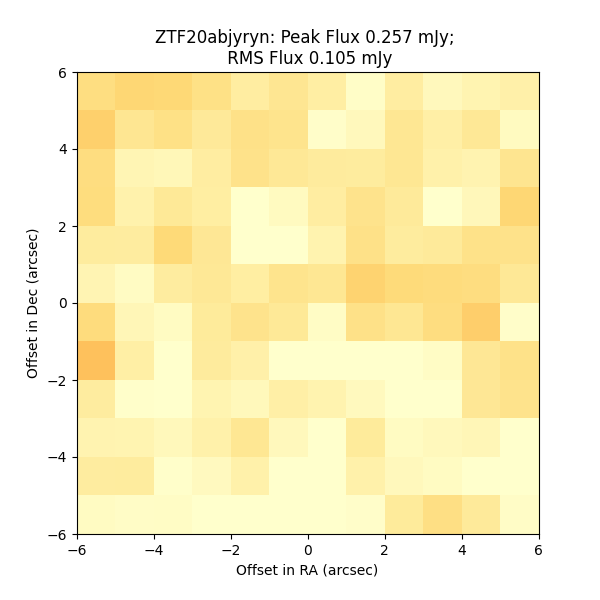 ZTF20abjyryn: Peak Flux 0.257 mJy;
RMS Flux 0.105 mJy
6
4
2
0
−2
−4
−6
Offset in Dec (arcsec)
−6 −4 −2 0 2 4 6
Offset in RA (arcsec)